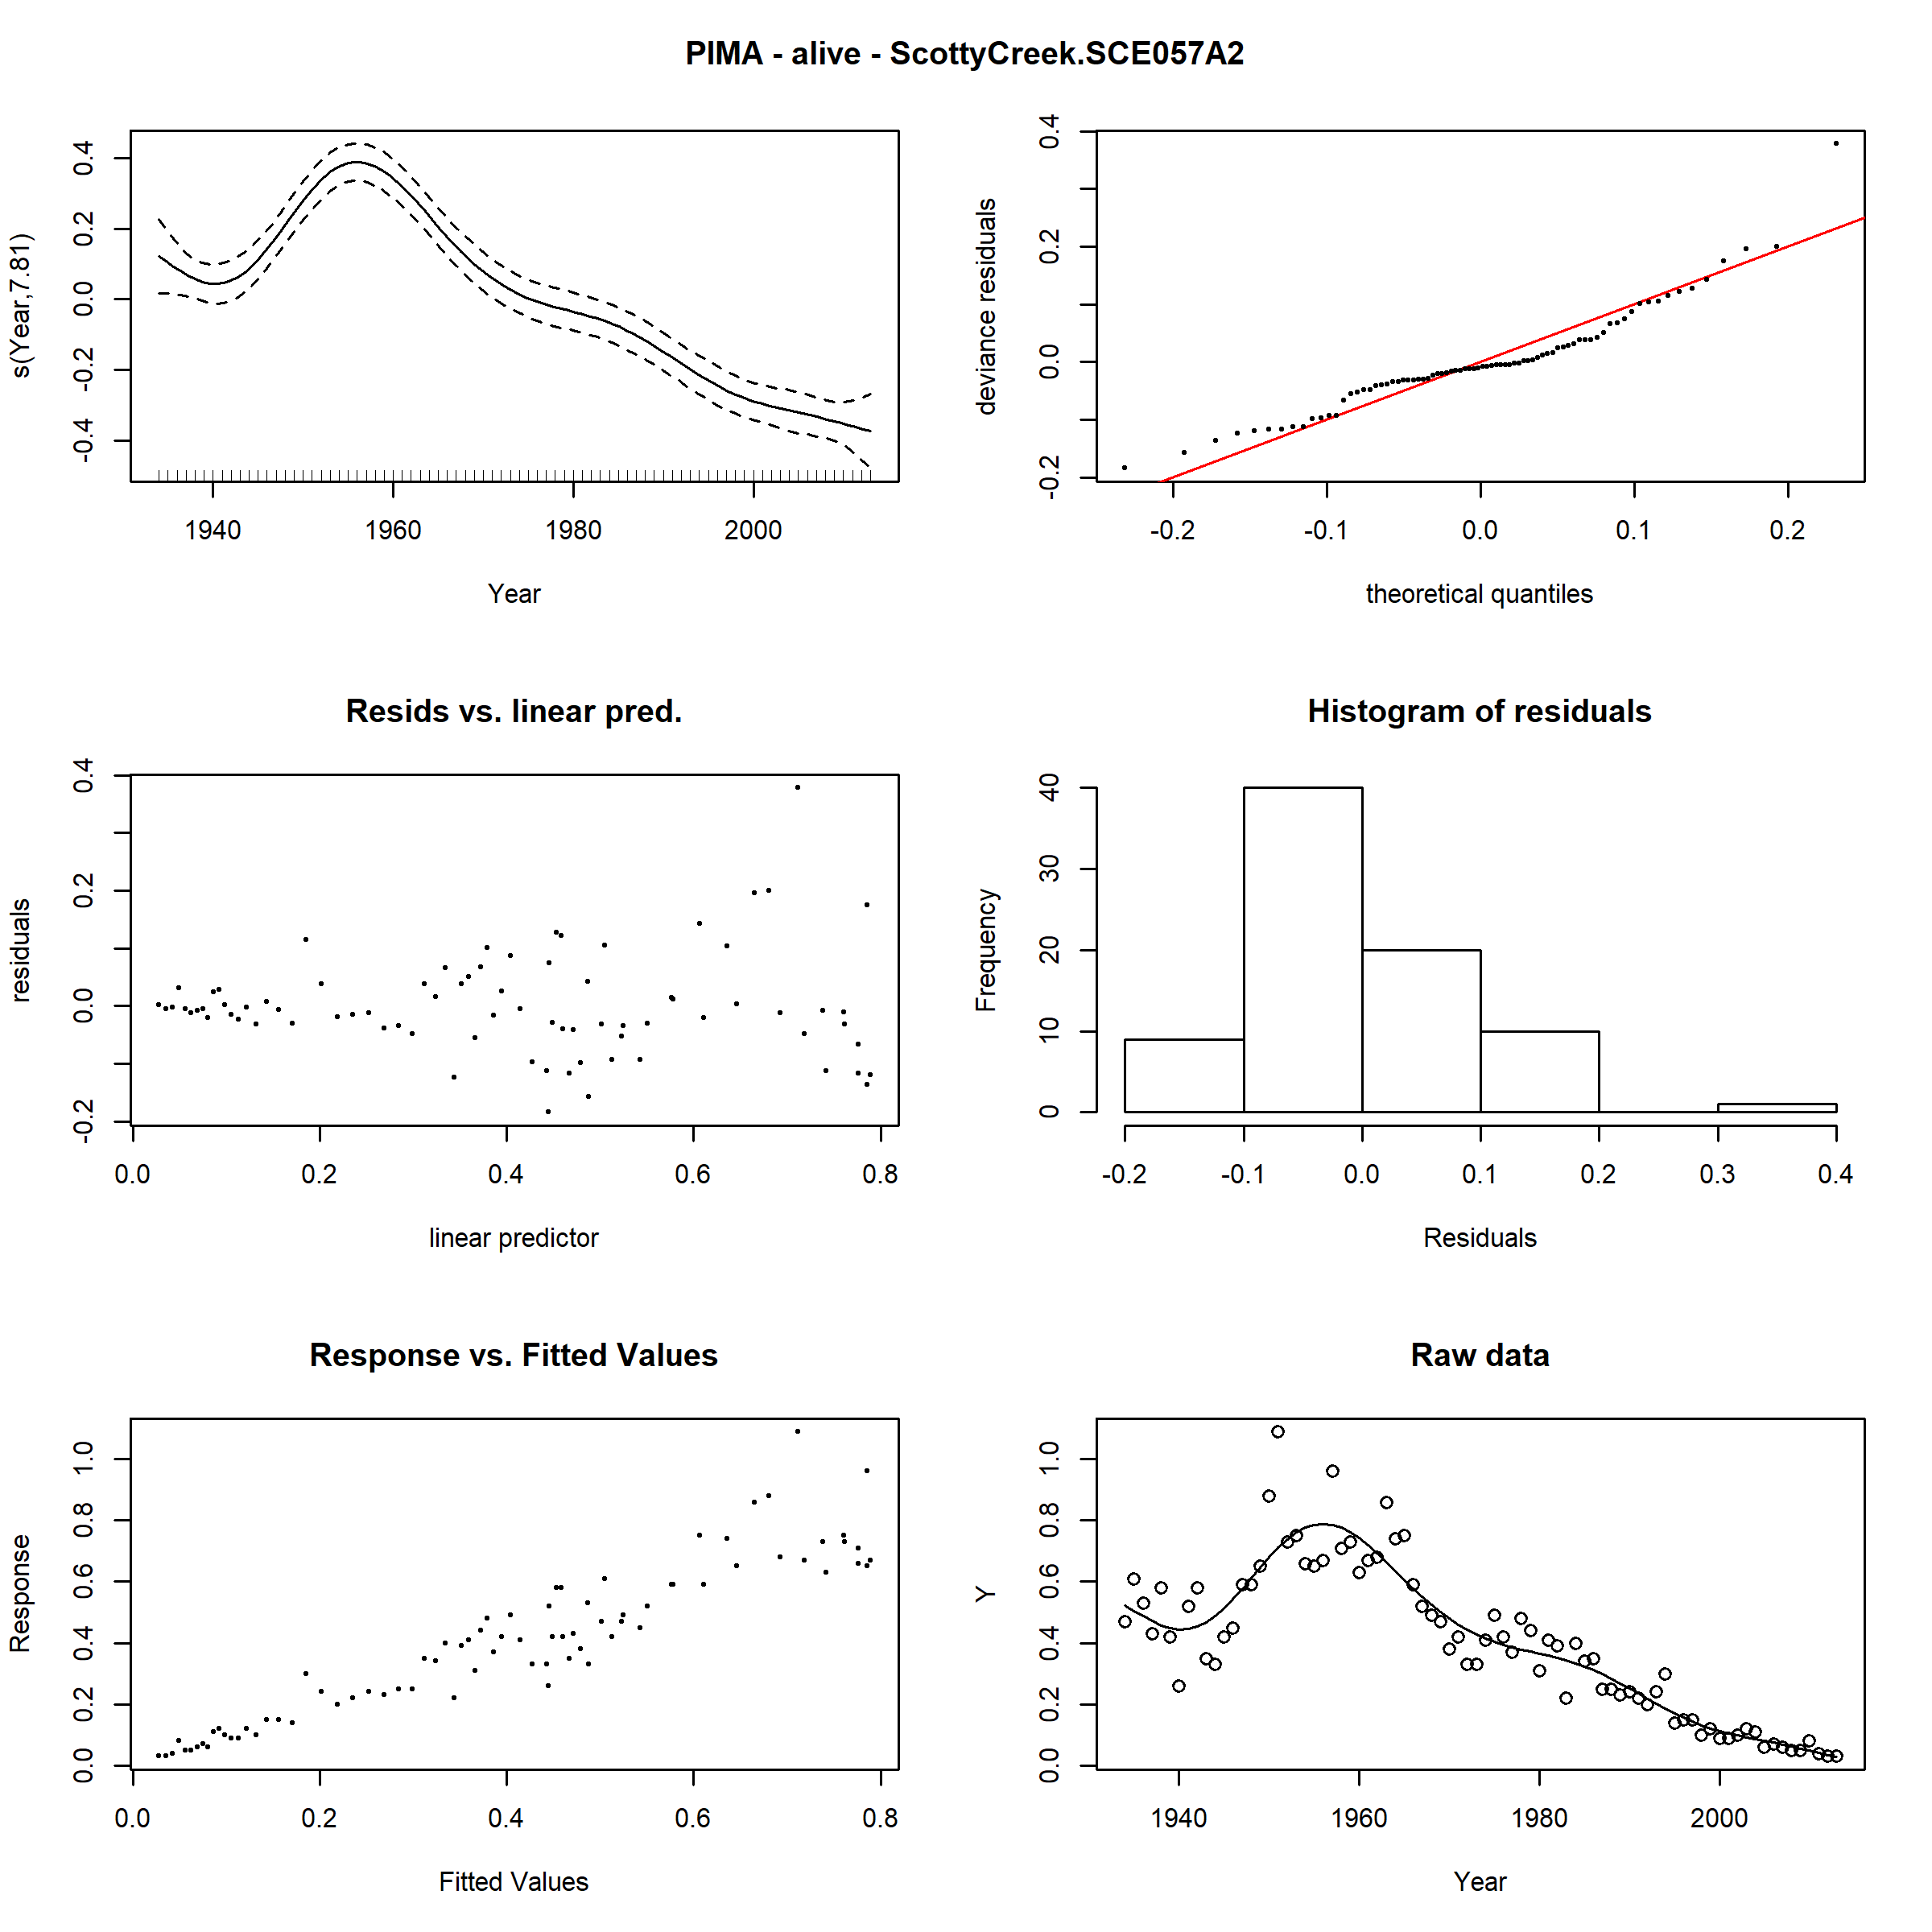 PIMA - alive - ScottyCreek.SCE057A2
s(Year,7.81)
-0.4 -0.2 0.0 0.2 0.4
1940 1960 1980 2000
Year
deviance residuals
-0.2 0.0 0.2 0.4
-0.2 -0.1 0.0 0.1 0.2
theoretical quantiles
Resids vs. linear pred.
residuals
-0.2 0.0 0.2 0.4
0.0 0.2 0.4 0.6 0.8
linear predictor
Histogram of residuals
Frequency
0 10 20 30 40
-0.2 -0.1 0.0 0.1 0.2 0.3 0.4
Residuals
Response vs. Fitted Values
Response
0.0 0.2 0.4 0.6 0.8 1.0
0.0 0.2 0.4 0.6 0.8
Fitted Values
Raw data
Y
0.0 0.2 0.4 0.6 0.8 1.0
1940 1960 1980 2000
Year